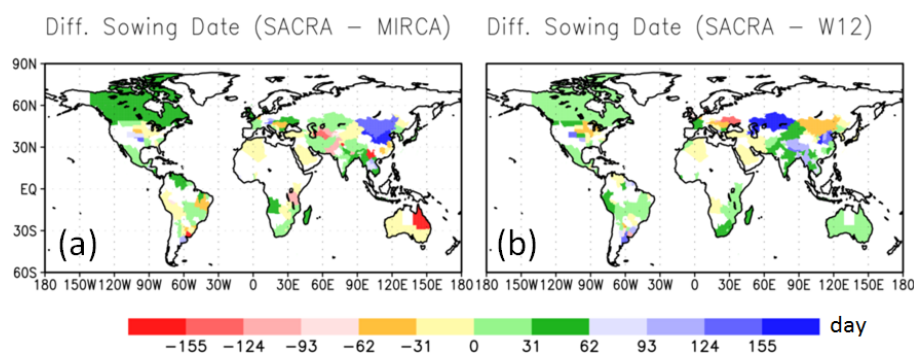 Diff. Sowing Date (SACRA – MIRCA)
Diff. Sowing Date (SACRA – W12)
90N
60N
30N
EQ
30S
60S
(a)
(b)
180 150W 120W 90W 60W 30W 0 30E 60E 90E 120E 150E 180
180 150W 120W 90W 60W 30W 0 30E 60E 90E 120E 150E 180
day
−155 −124 −93 −62 −31 0 31 62 93 124 155